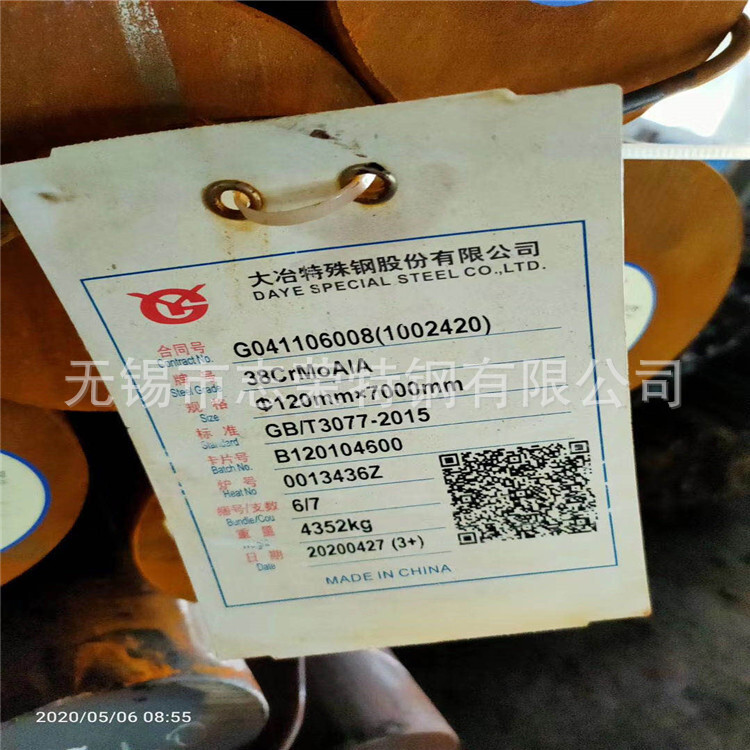 大冶特殊钢股份有限公司
DAYE SPECIAL STEEL CO.,LTD.
合同号 G041106008(1002420)
Contract No.
38CrMoAlA
Steel Grade
无锡市志荣特钢有限公司
规格 Φ120mm×7000mm
Size
标准 GB/T3077-2015
Standard
卡片号 B120104600
Batch No.
炉号 0013436Z
Heat No
捆号/支数 6/7
Bundle/Cou
重量 4352kg
日期 20200427 (3+)
Date
MADE IN CHINA
2020/05/06 08:55